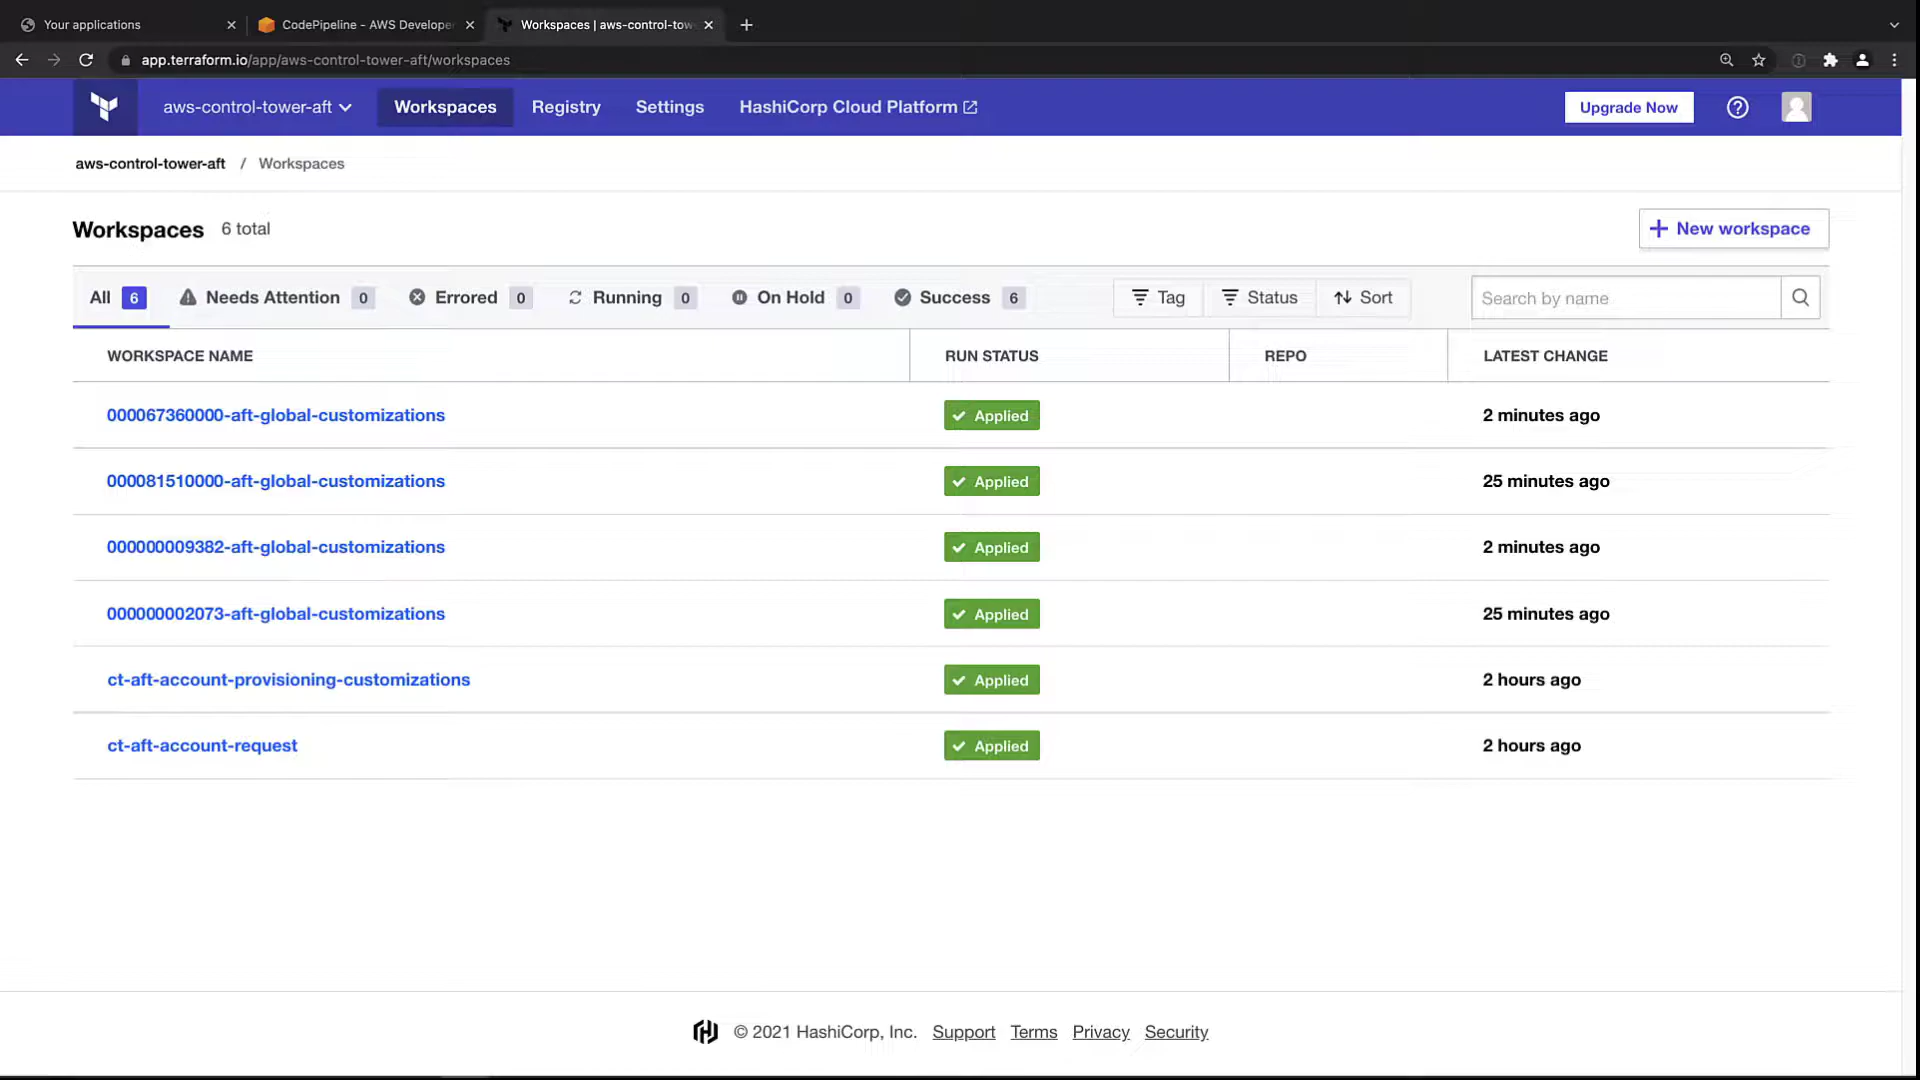 Your applications
CodePipeline - AWS Develope
Workspaces | aws-control-tow
app.terraform.io/app/aws-control-tower-aft/workspaces
aws-control-tower-aft
Workspaces
Registry
Settings
HashiCorp Cloud Platform
Upgrade Now
aws-control-tower-aft / Workspaces
Workspaces 6 total
+ New workspace
All 6
Needs Attention 0
Errored 0
Running 0
On Hold 0
Success 6
Tag
Status
Sort
Search by name
WORKSPACE NAME RUN STATUS REPO LATEST CHANGE
000067360000-aft-global-customizations Applied 2 minutes ago
000081510000-aft-global-customizations Applied 25 minutes ago
000000009382-aft-global-customizations Applied 2 minutes ago
000000002073-aft-global-customizations Applied 25 minutes ago
ct-aft-account-provisioning-customizations Applied 2 hours ago
ct-aft-account-request Applied 2 hours ago
© 2021 HashiCorp, Inc. Support Terms Privacy Security